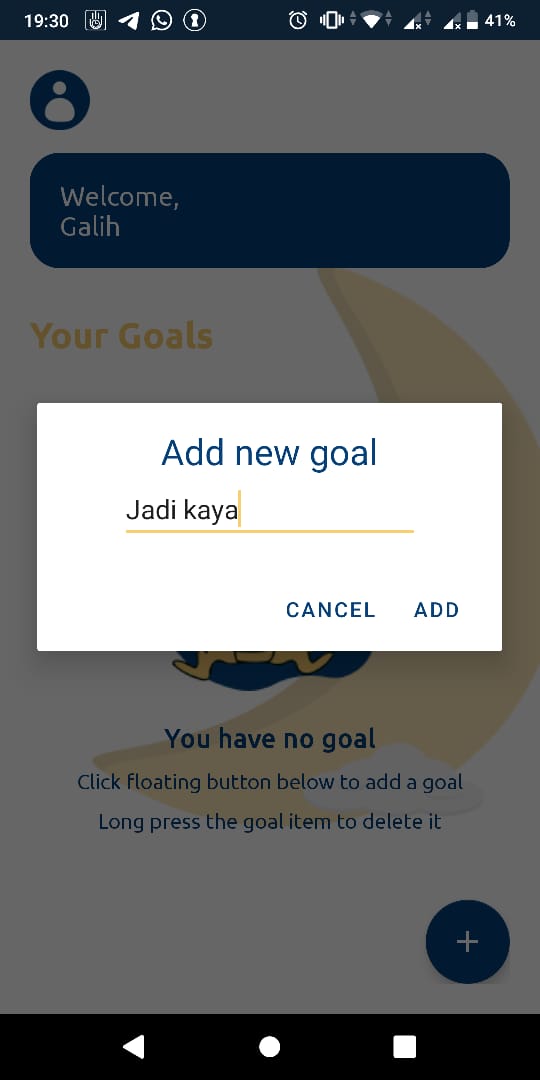 19:30
41%
Welcome,
Galih
Your Goals
Add new goal
Jadi kaya
CANCEL ADD
You have no goal
Click floating button below to add a goal
Long press the goal item to delete it